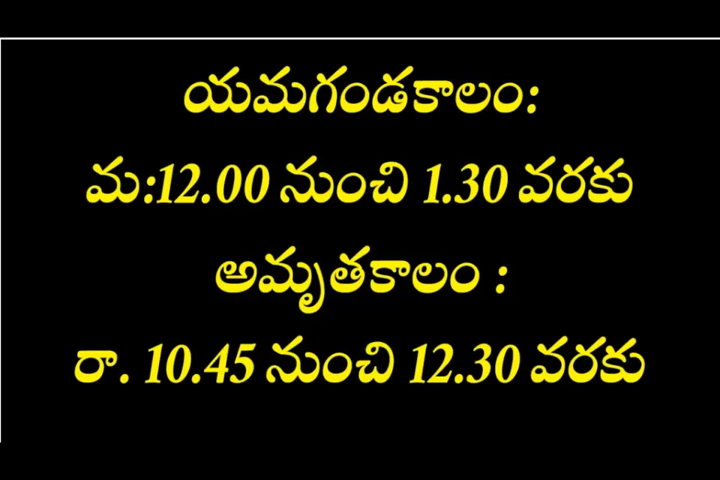 యమగండకాలం:
మ:12.00 నుంచి 1.30 వరకు
అమృతకాలం :
రా. 10.45 నుంచి 12.30 వరకు